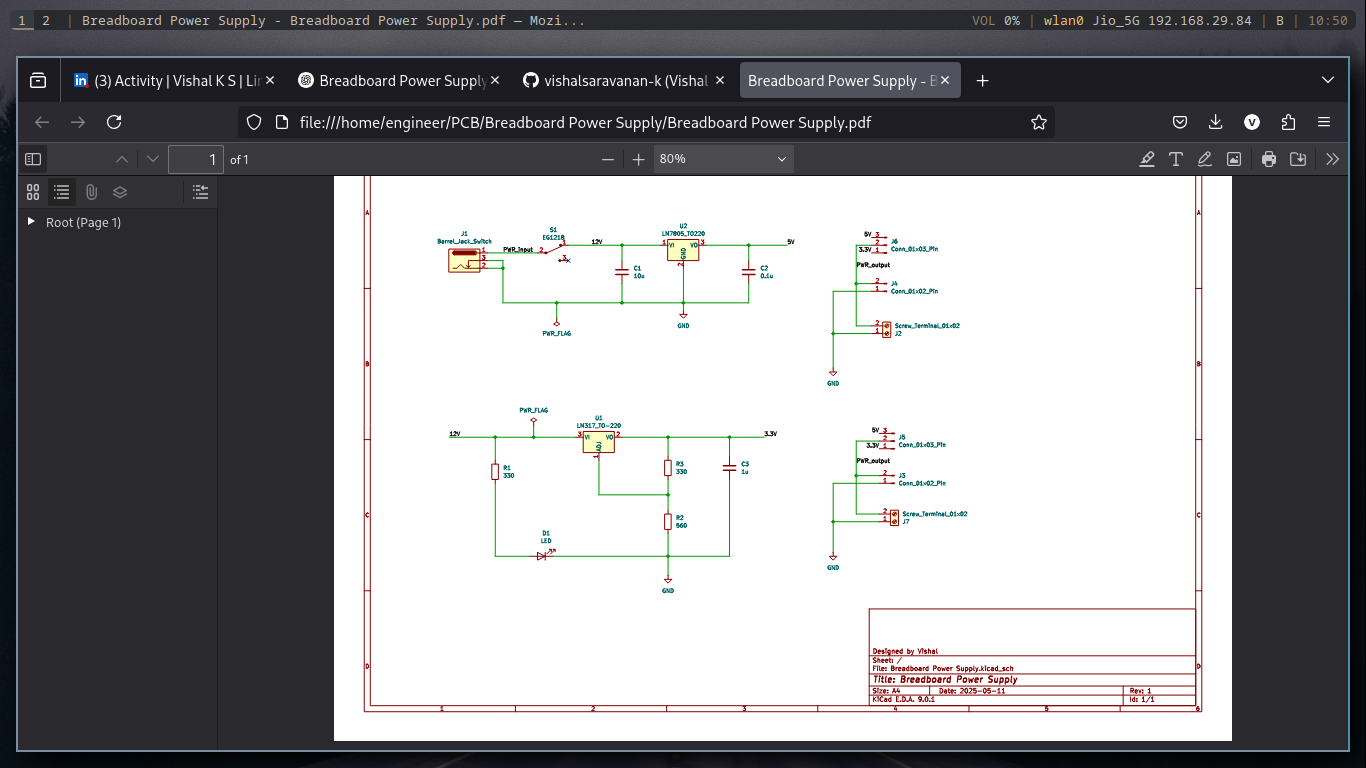 1 2 | Breadboard Power Supply - Breadboard Power Supply.pdf — Mozi... VOL 0% | wlan0 Jio_5G 192.168.29.84 | B | 10:50
(3) Activity | Vishal K S | Lin Breadboard Power Supply vishalsaravanan-k (Vishal Breadboard Power Supply - B
file:///home/engineer/PCB/Breadboard Power Supply/Breadboard Power Supply.pdf
1 of 1 80%
Root (Page 1)
A
J1
Barrel_Jack_Switch
1
3
2
PWR_Input
S1
EG1218
2
1
3
12V
C1
10u
U2
LM7805_TO220
1 VI VO 3
GND
2
5V
C2
0.1u
PWR_FLAG
GND
5V 3
2
3.3V 1
J6
Conn_01x03_Pin
PWR_output
2
1
J4
Conn_01x02_Pin
2
1
Screw_Terminal_01x02
J2
GND
A
B
B
12V
PWR_FLAG
R1
330
U1
LM317_TO-220
3 VI VO 2
ADJ
1
R3
330
C3
1u
3.3V
R2
560
D1
LED
GND
5V 3
2
3.3V 1
J5
Conn_01x03_Pin
PWR_output
2
1
J3
Conn_01x02_Pin
2
1
Screw_Terminal_01x02
J7
GND
C
C
D
D
Designed by Vishal
Sheet: /
File: Breadboard Power Supply.kicad_sch
Title: Breadboard Power Supply
Size: A4 Date: 2025-05-11 Rev: 1
KiCad E.D.A. 9.0.1 Id: 1/1
1 2 3 4 5 6